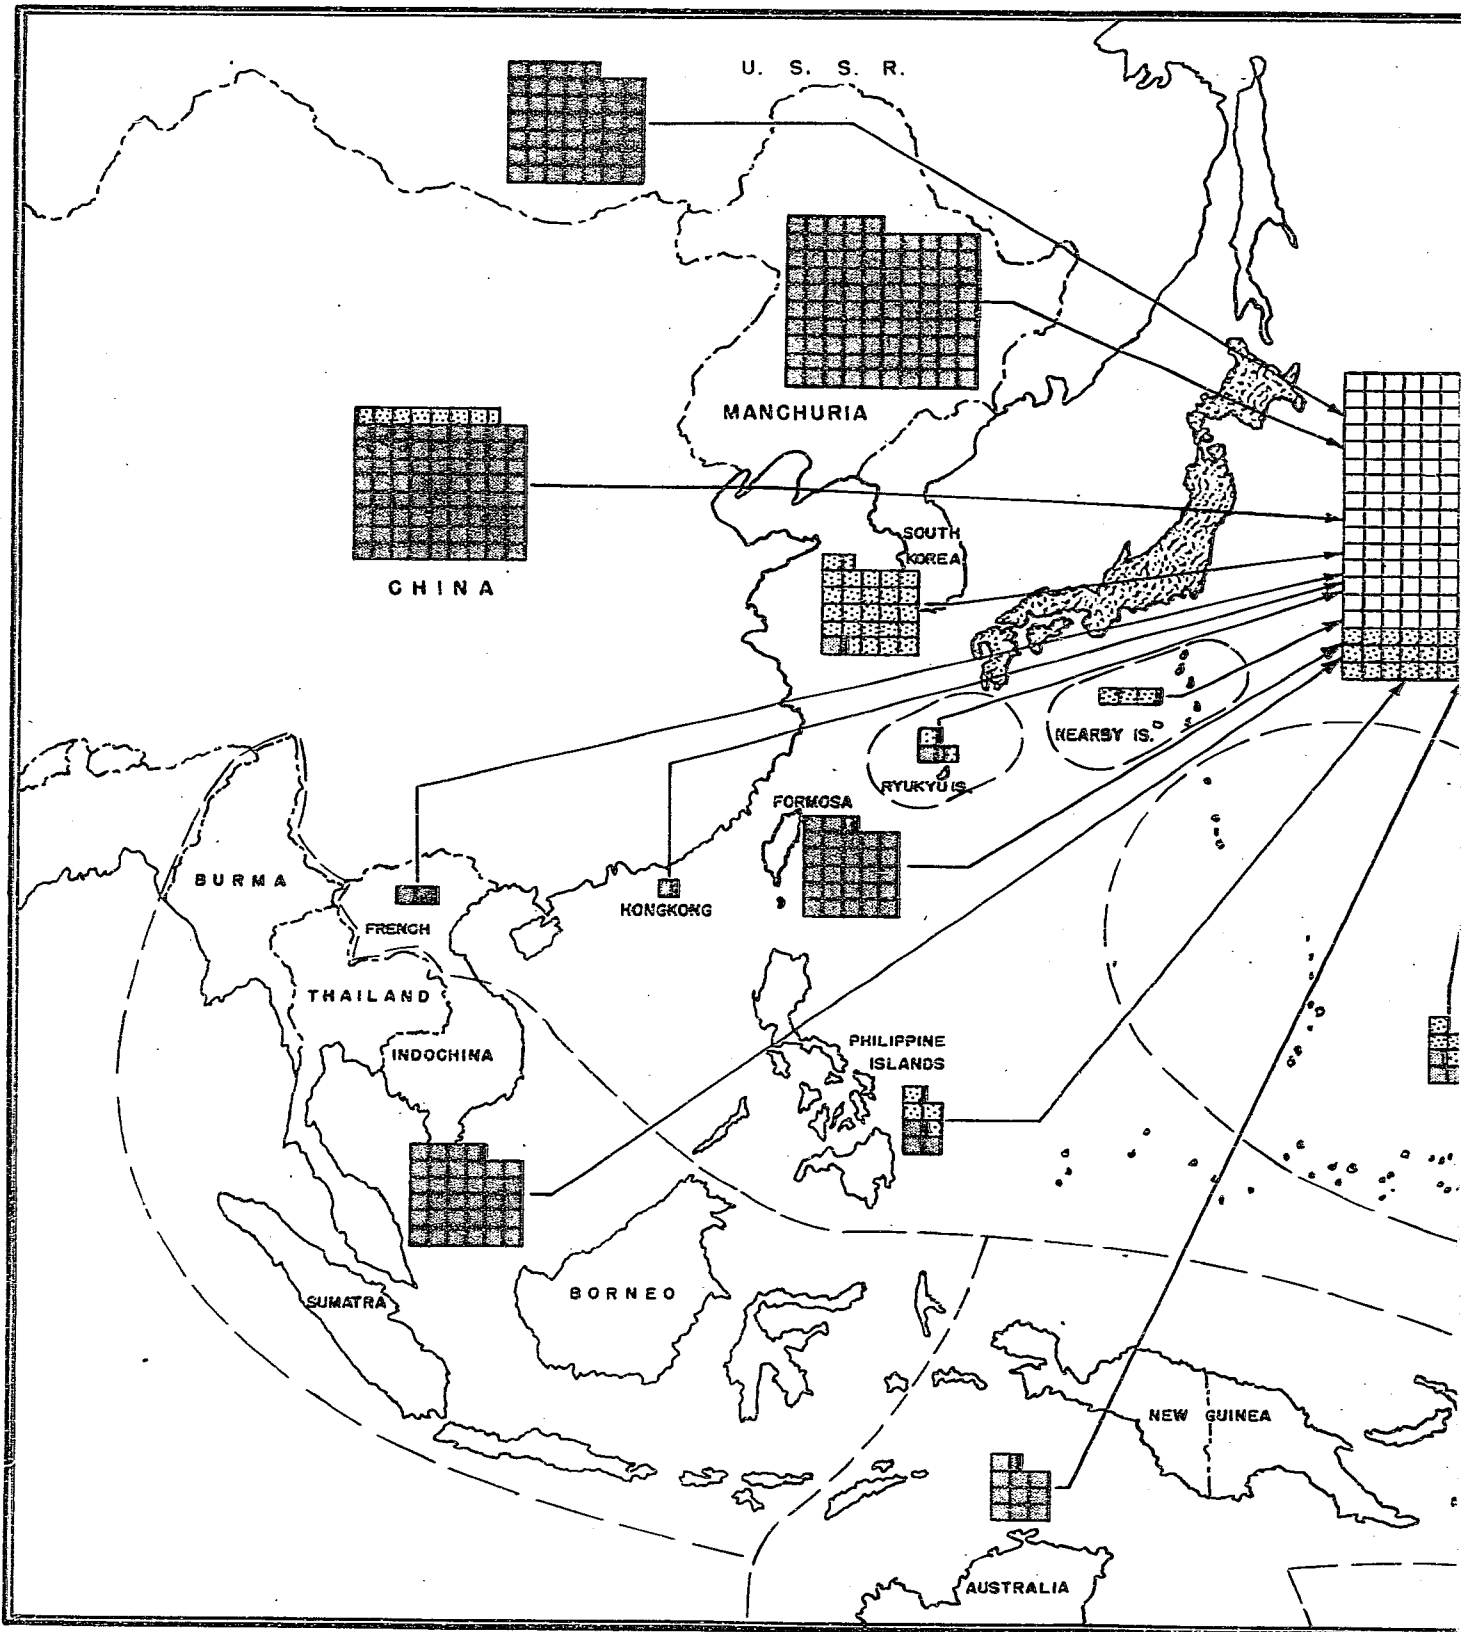 U. S. S. R.
MANCHURIA
CHINA
SOUTH
KOREA
NEARBY IS.
RYUKYU IS.
FORMOSA
BURMA
HONGKONG
FRENCH
THAILAND
INDOCHINA
PHILIPPINE
ISLANDS
SUMATRA
BORNEO
NEW GUINEA
AUSTRALIA